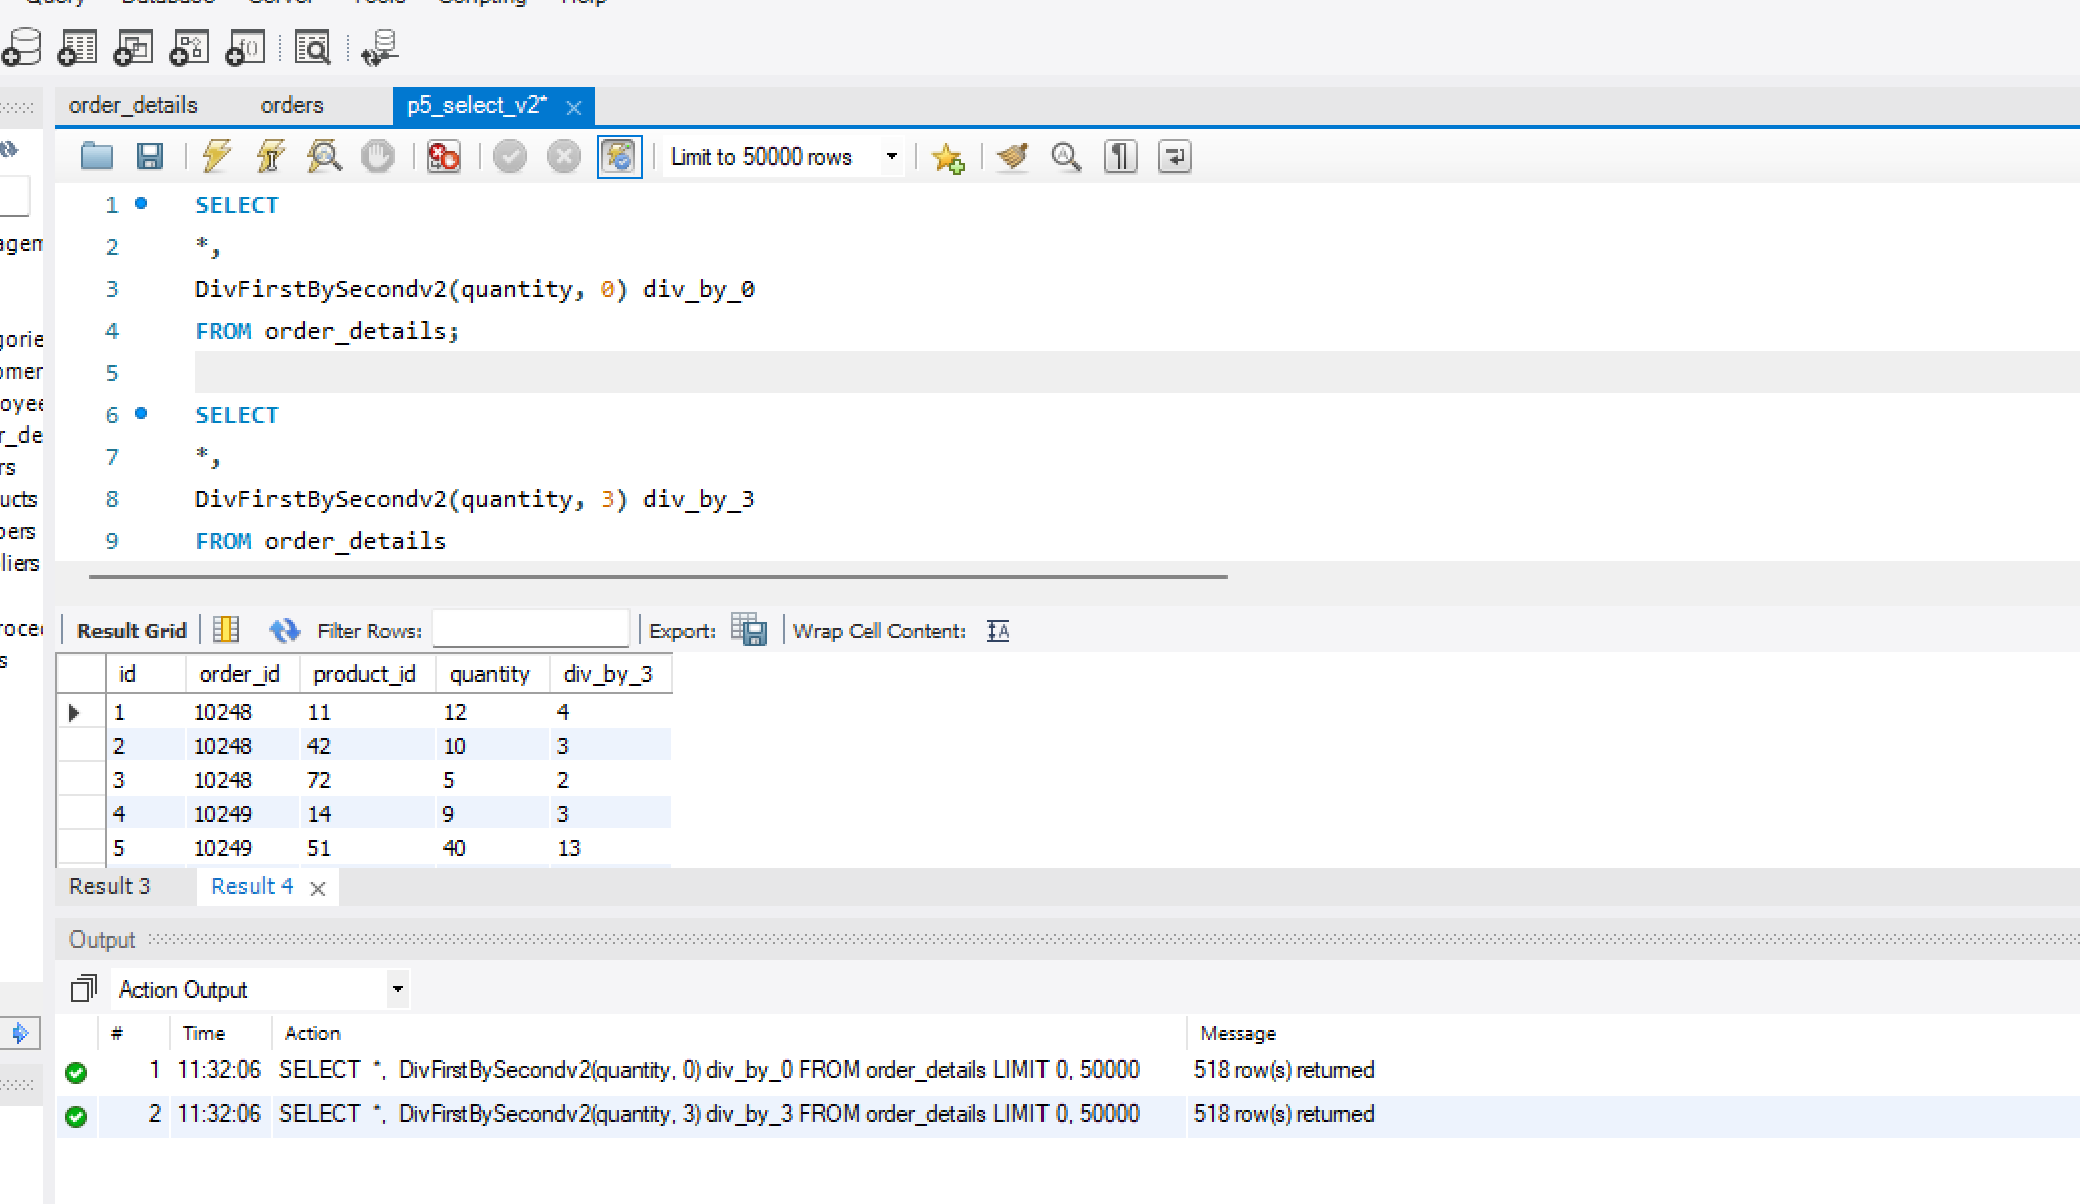 Query Database Server Tools Scripting Help
order_details orders p5_select_v2*
Limit to 50000 rows
1 SELECT
2 *,
3 DivFirstBySecondv2(quantity, 0) div_by_0
4 FROM order_details;
5
6 SELECT
7 *,
8 DivFirstBySecondv2(quantity, 3) div_by_3
9 FROM order_details
agem
gorie
omer
oyee
r_de
rs
ucts
pers
liers
roce
s
Result Grid Filter Rows: Export: Wrap Cell Content:
id order_id product_id quantity div_by_3
1 10248 11 12 4
2 10248 42 10 3
3 10248 72 5 2
4 10249 14 9 3
5 10249 51 40 13
Result 3 Result 4
Output
Action Output
# Time Action Message
1 11:32:06 SELECT *, DivFirstBySecondv2(quantity, 0) div_by_0 FROM order_details LIMIT 0, 50000 518 row(s) returned
2 11:32:06 SELECT *, DivFirstBySecondv2(quantity, 3) div_by_3 FROM order_details LIMIT 0, 50000 518 row(s) returned